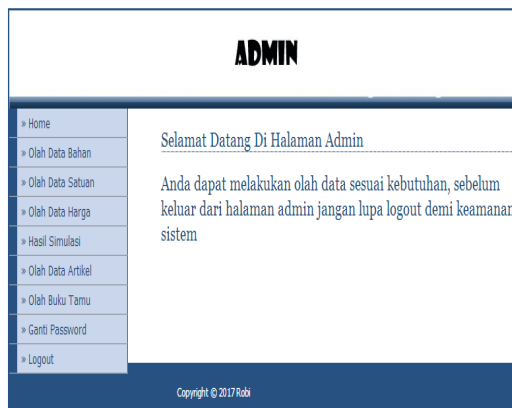 ADMIN
» Home
» Olah Data Bahan
» Olah Data Satuan
» Olah Data Harga
» Hasil Simulasi
» Olah Data Artikel
» Olah Buku Tamu
» Ganti Password
» Logout
Selamat Datang Di Halaman Admin
Anda dapat melakukan olah data sesuai kebutuhan, sebelum
keluar dari halaman admin jangan lupa logout demi keamanan
sistem
Copyright © 2017 Robi